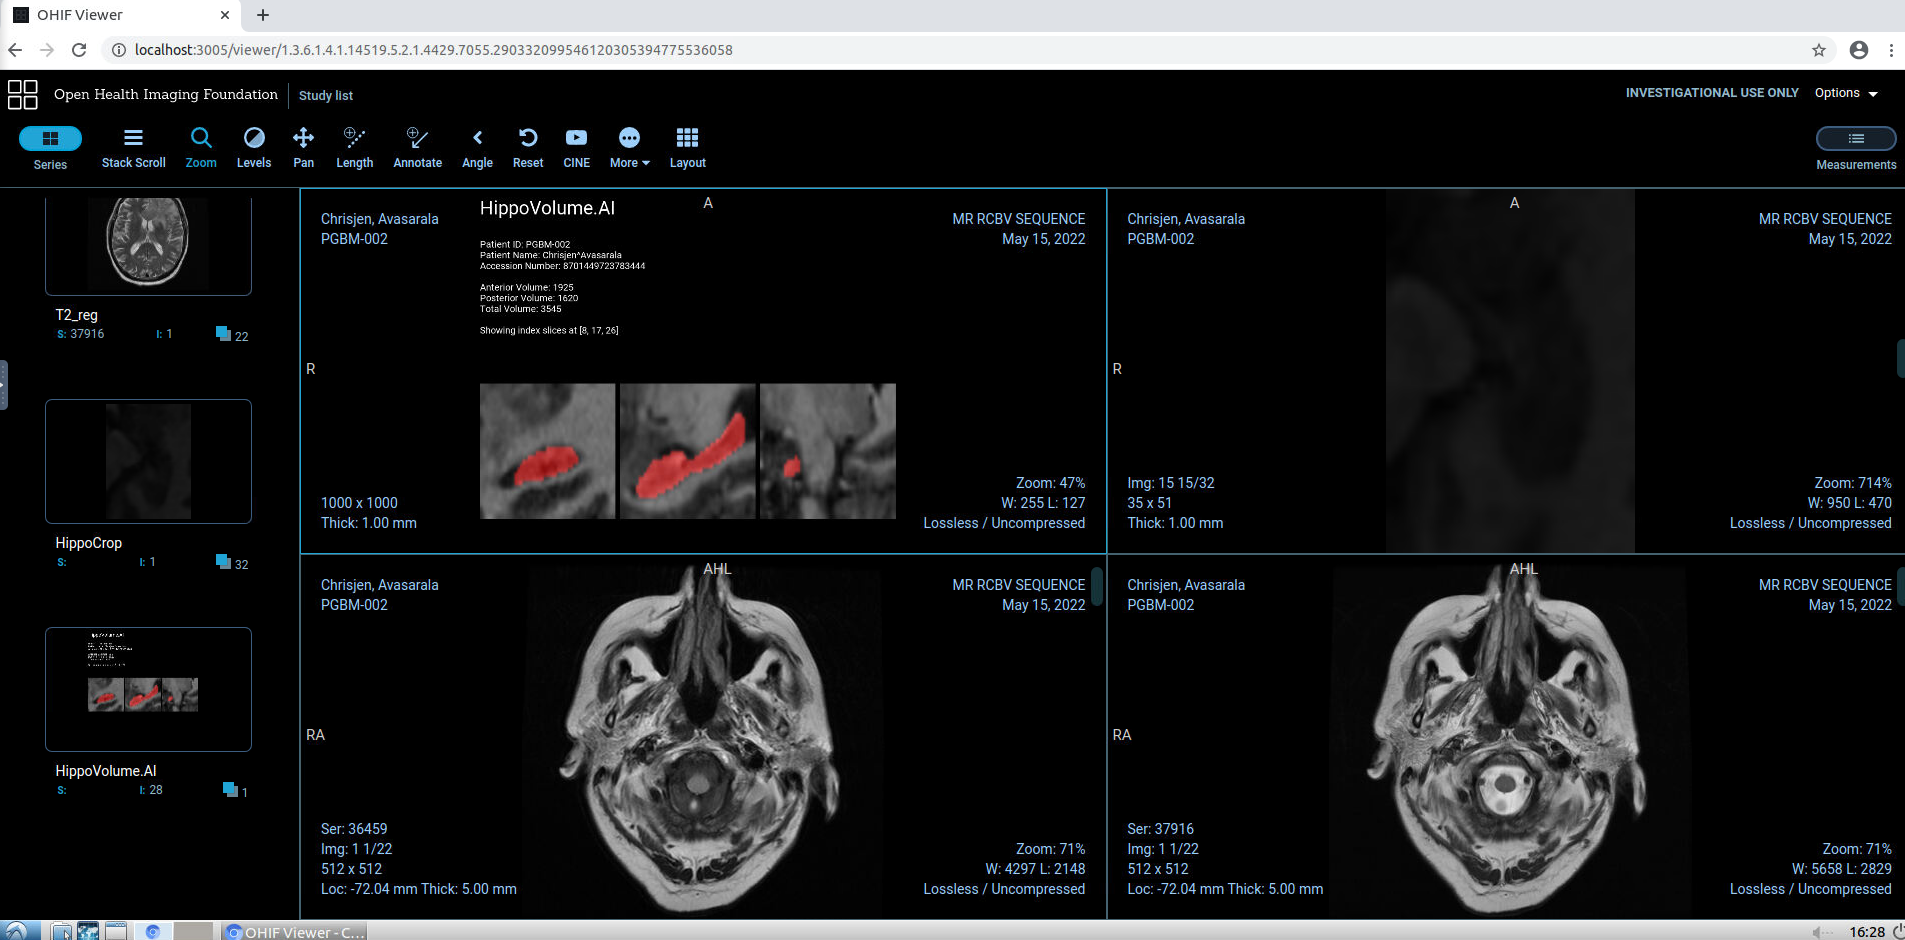 OHIF Viewer
localhost:3005/viewer/1.3.6.1.4.1.14519.5.2.1.4429.7055.290332099546120305394775536058
Open Health Imaging Foundation
Study list
INVESTIGATIONAL USE ONLY
Options
Series
Stack Scroll
Zoom
Levels
Pan
Length
Annotate
Angle
Reset
CINE
More
Layout
Measurements
T2_reg
S: 37916
I: 1
22
HippoCrop
S:
I: 1
32
HippoVolume.AI
S:
I: 28
1
Chrisjen, Avasarala
PGBM-002
HippoVolume.AI
A
MR RCBV SEQUENCE
May 15, 2022
Patient ID: PGBM-002
Patient Name: Chrisjen^Avasarala
Accession Number: 8701449723783444
Anterior Volume: 1925
Posterior Volume: 1620
Total Volume: 3545
Showing index slices at [8, 17, 26]
R
1000 x 1000
Thick: 1.00 mm
Zoom: 47%
W: 255 L: 127
Lossless / Uncompressed
Chrisjen, Avasarala
PGBM-002
A
MR RCBV SEQUENCE
May 15, 2022
R
Img: 15 15/32
35 x 51
Thick: 1.00 mm
Zoom: 714%
W: 950 L: 470
Lossless / Uncompressed
Chrisjen, Avasarala
PGBM-002
AHL
MR RCBV SEQUENCE
May 15, 2022
RA
Ser: 36459
Img: 1 1/22
512 x 512
Loc: -72.04 mm Thick: 5.00 mm
Zoom: 71%
W: 4297 L: 2148
Lossless / Uncompressed
Chrisjen, Avasarala
PGBM-002
AHL
MR RCBV SEQUENCE
May 15, 2022
RA
Ser: 37916
Img: 1 1/22
512 x 512
Loc: -72.04 mm Thick: 5.00 mm
Zoom: 71%
W: 5658 L: 2829
Lossless / Uncompressed
OHIF Viewer - C...
16:28